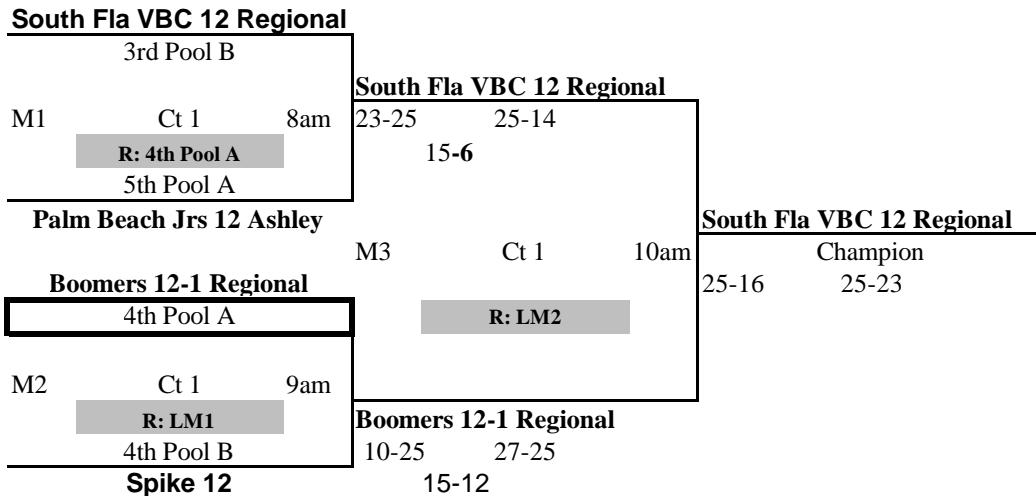 South Fla VBC 12 Regional
3rd Pool B
South Fla VBC 12 Regional
M1 Ct 1 8am 23-25 25-14
R: 4th Pool A 15-6
5th Pool A
Palm Beach Jrs 12 Ashley South Fla VBC 12 Regional
M3 Ct 1 10am Champion
Boomers 12-1 Regional 25-16 25-23
4th Pool A R: LM2
M2 Ct 1 9am
R: LM1 Boomers 12-1 Regional
4th Pool B 10-25 27-25
Spike 12 15-12